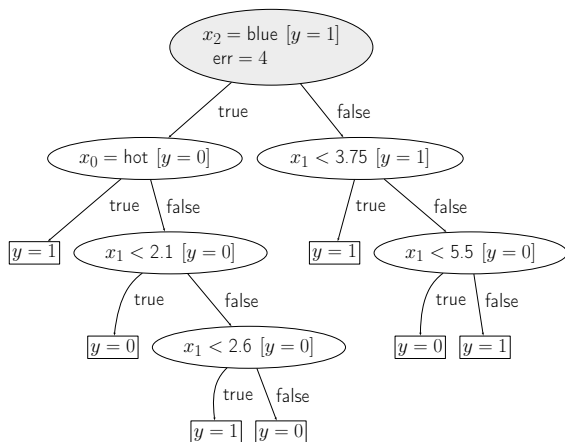 x₂ = blue [y = 1]
err = 4
true
false
x₀ = hot [y = 0]
x₁ < 3.75 [y = 1]
true
false
true
false
y = 1
x₁ < 2.1 [y = 0]
y = 1
x₁ < 5.5 [y = 0]
true
false
true
false
y = 0
x₁ < 2.6 [y = 0]
y = 0
y = 1
true
false
y = 1
y = 0